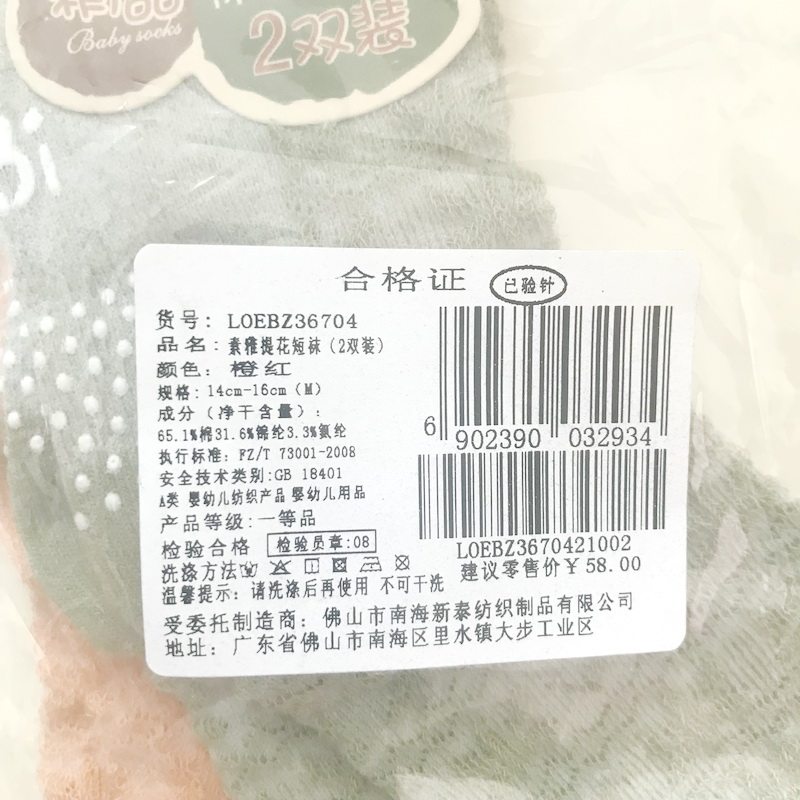 Baby socks
2双装
合格证 已验针
货号: LOEBZ36704
品名: 素雅提花短袜(2双装)
颜色: 橙红
规格: 14cm-16cm (M)
成分 (净干含量):
65.1%棉31.6%锦纶3.3%氨纶
执行标准: FZ/T 73001-2008
安全技术类别:GB 18401
A类 婴幼儿纺织产品 婴幼儿用品
产品等级:一等品
检验合格 检验员章:08
洗涤方法
温馨提示: 请洗涤后再使用 不可干洗
受委托制造商: 佛山市南海新泰纺织制品有限公司
地址: 广东省佛山市南海区里水镇大步工业区
6 902390 032934
LOEBZ3670421002
建议零售价¥58.00